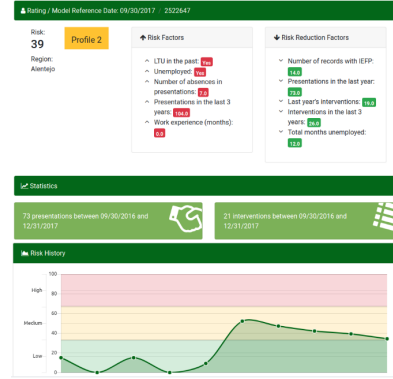 Rating / Model Reference Date: 09/30/2017 / 2522647
Risk:
39
Region:
Alentejo
Profile 2
Risk Factors
LTU in the past: Yes
Unemployed: Yes
Number of absences in
presentations: 7.0
Presentations in the last 3
years: 104.0
Work experience (months):
0.0
Risk Reduction Factors
Number of records with IEFP:
14.0
Presentations in the last year:
73.0
Last year's interventions: 19.0
Interventions in the last 3
years: 26.0
Total months unemployed:
12.0
Statistics
73 presentations between 09/30/2016 and
12/31/2017
21 interventions between 09/30/2016 and
12/31/2017
Risk History
100
High
80
60
Medium
40
Low
20
0